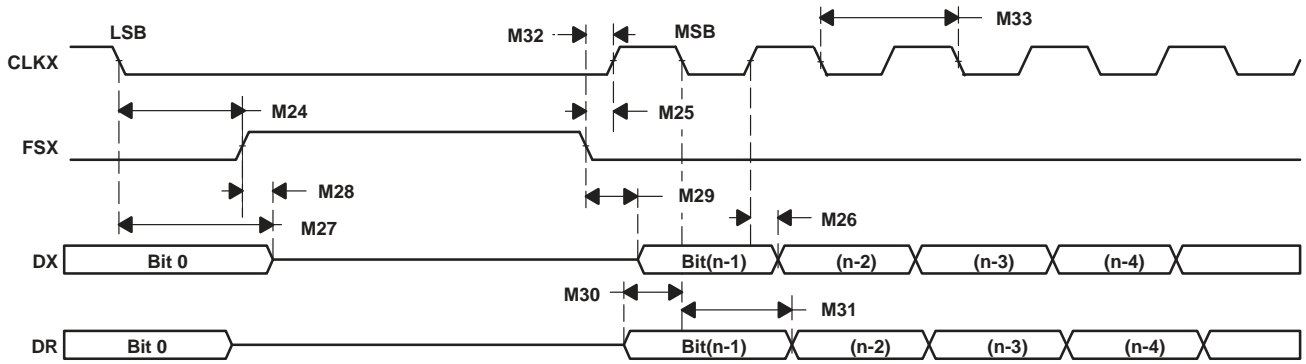 LSB
M32
MSB
M33
CLKX
M24
M25
FSX
M28
M29
M27
M26
DX
Bit 0
Bit(n-1)
(n-2)
(n-3)
(n-4)
M30
M31
DR
Bit 0
Bit(n-1)
(n-2)
(n-3)
(n-4)